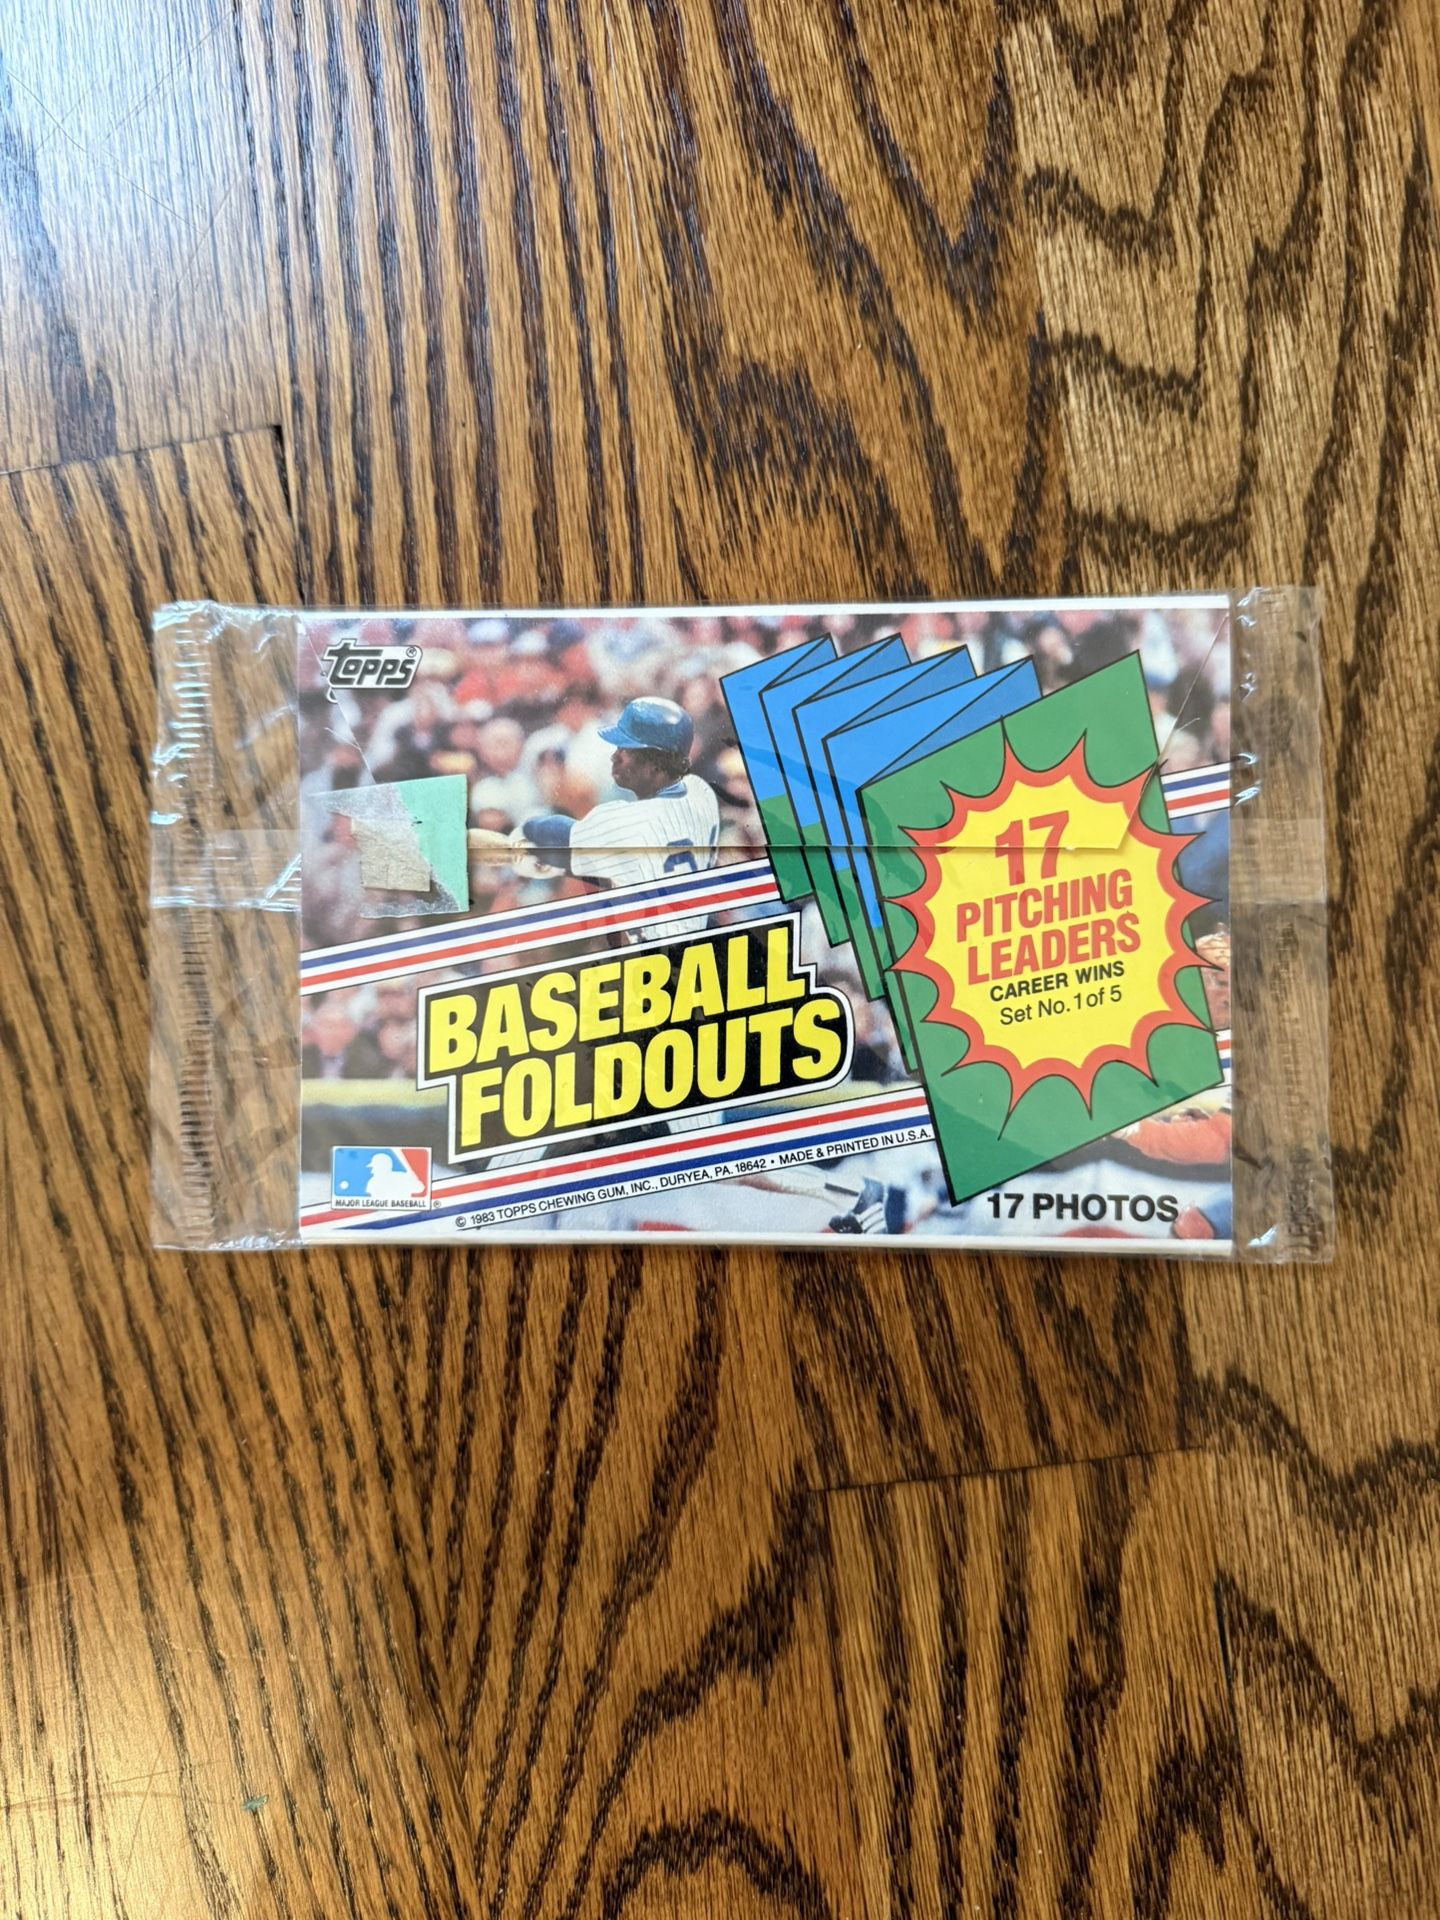 Topps®
17
PITCHING
LEADERS
CAREER WINS
Set No. 1 of 5
BASEBALL
FOLDOUTS
MAJOR LEAGUE BASEBALL ®
© 1983 TOPPS CHEWING GUM, INC., DURYEA, PA. 18642 • MADE & PRINTED IN U.S.A.
17 PHOTOS